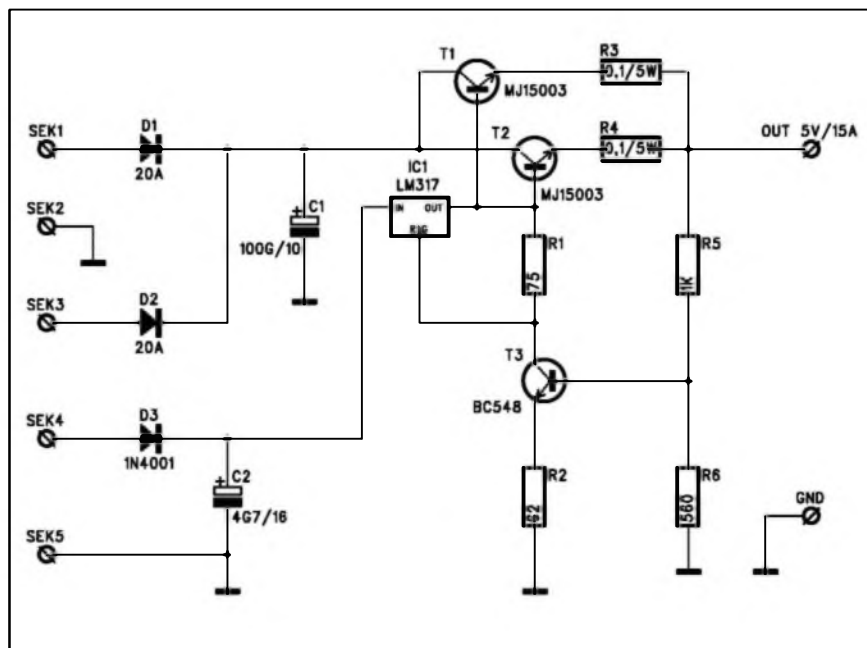 T1
MJ15003
R3
0,1/5W
SEK1
D1
20A
T2
MJ15003
R4
0,1/5W
OUT 5V/15A
IC1
LM317
IN OUT
SEK2
+
C1
100G/10
R1
75
R5
1K
SEK3
D2
20A
T3
BC548
SEK4
D3
1N4001
+
C2
4G7/16
R2
62
R6
560
GND
SEK5